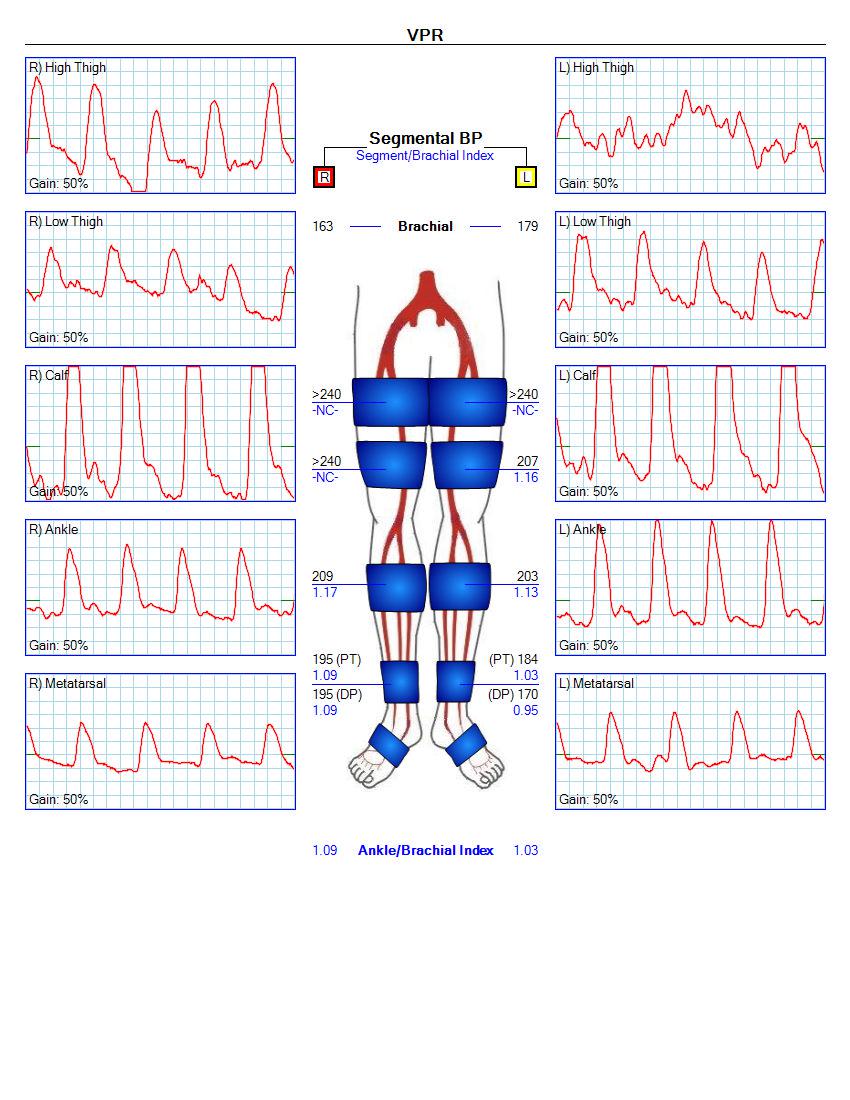 VPR
R) High Thigh
Gain: 50%
L) High Thigh
Gain: 50%
Segmental BP
Segment/Brachial Index
R
L
163 Brachial 179
R) Low Thigh
Gain: 50%
L) Low Thigh
Gain: 50%
R) Calf
Gain: 50%
L) Calf
Gain: 50%
>240
-NC-
>240
-NC-
>240
-NC-
207
1.16
R) Ankle
Gain: 50%
L) Ankle
Gain: 50%
209
1.17
203
1.13
R) Metatarsal
Gain: 50%
L) Metatarsal
Gain: 50%
195 (PT)
1.09
195 (DP)
1.09
(PT) 184
1.03
(DP) 170
0.95
1.09 Ankle/Brachial Index 1.03